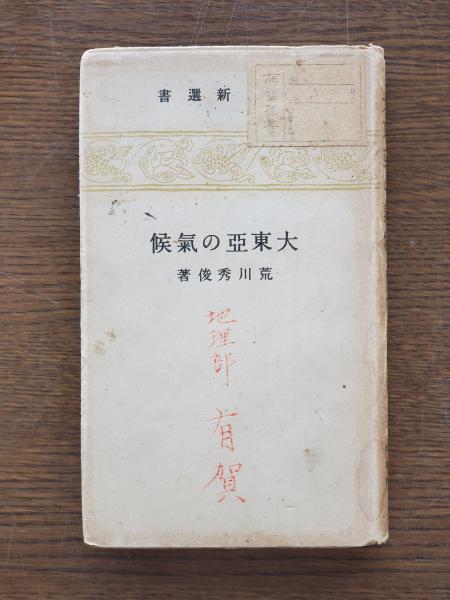 新選書
大東亞の氣候
荒川秀俊著
地理部 有賀